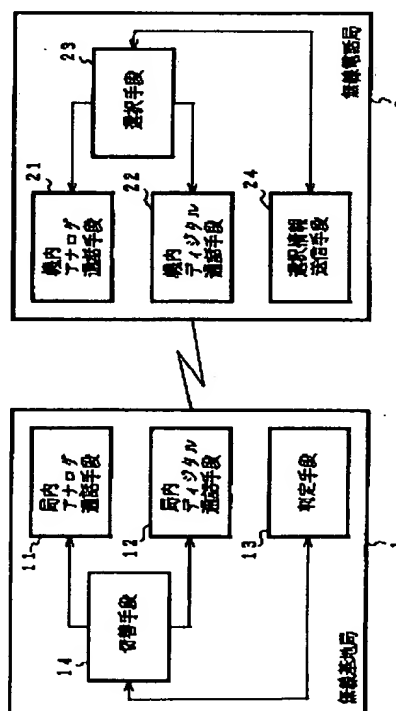 無線基地局
1
11
局内
アナログ
通話手段
12
局内
ディジタル
通話手段
13
判定手段
14
切替手段
無線電話局
2
21
機内
アナログ
通話手段
22
機内
ディジタル
通話手段
23
選択手段
24
選択情報
送信手段